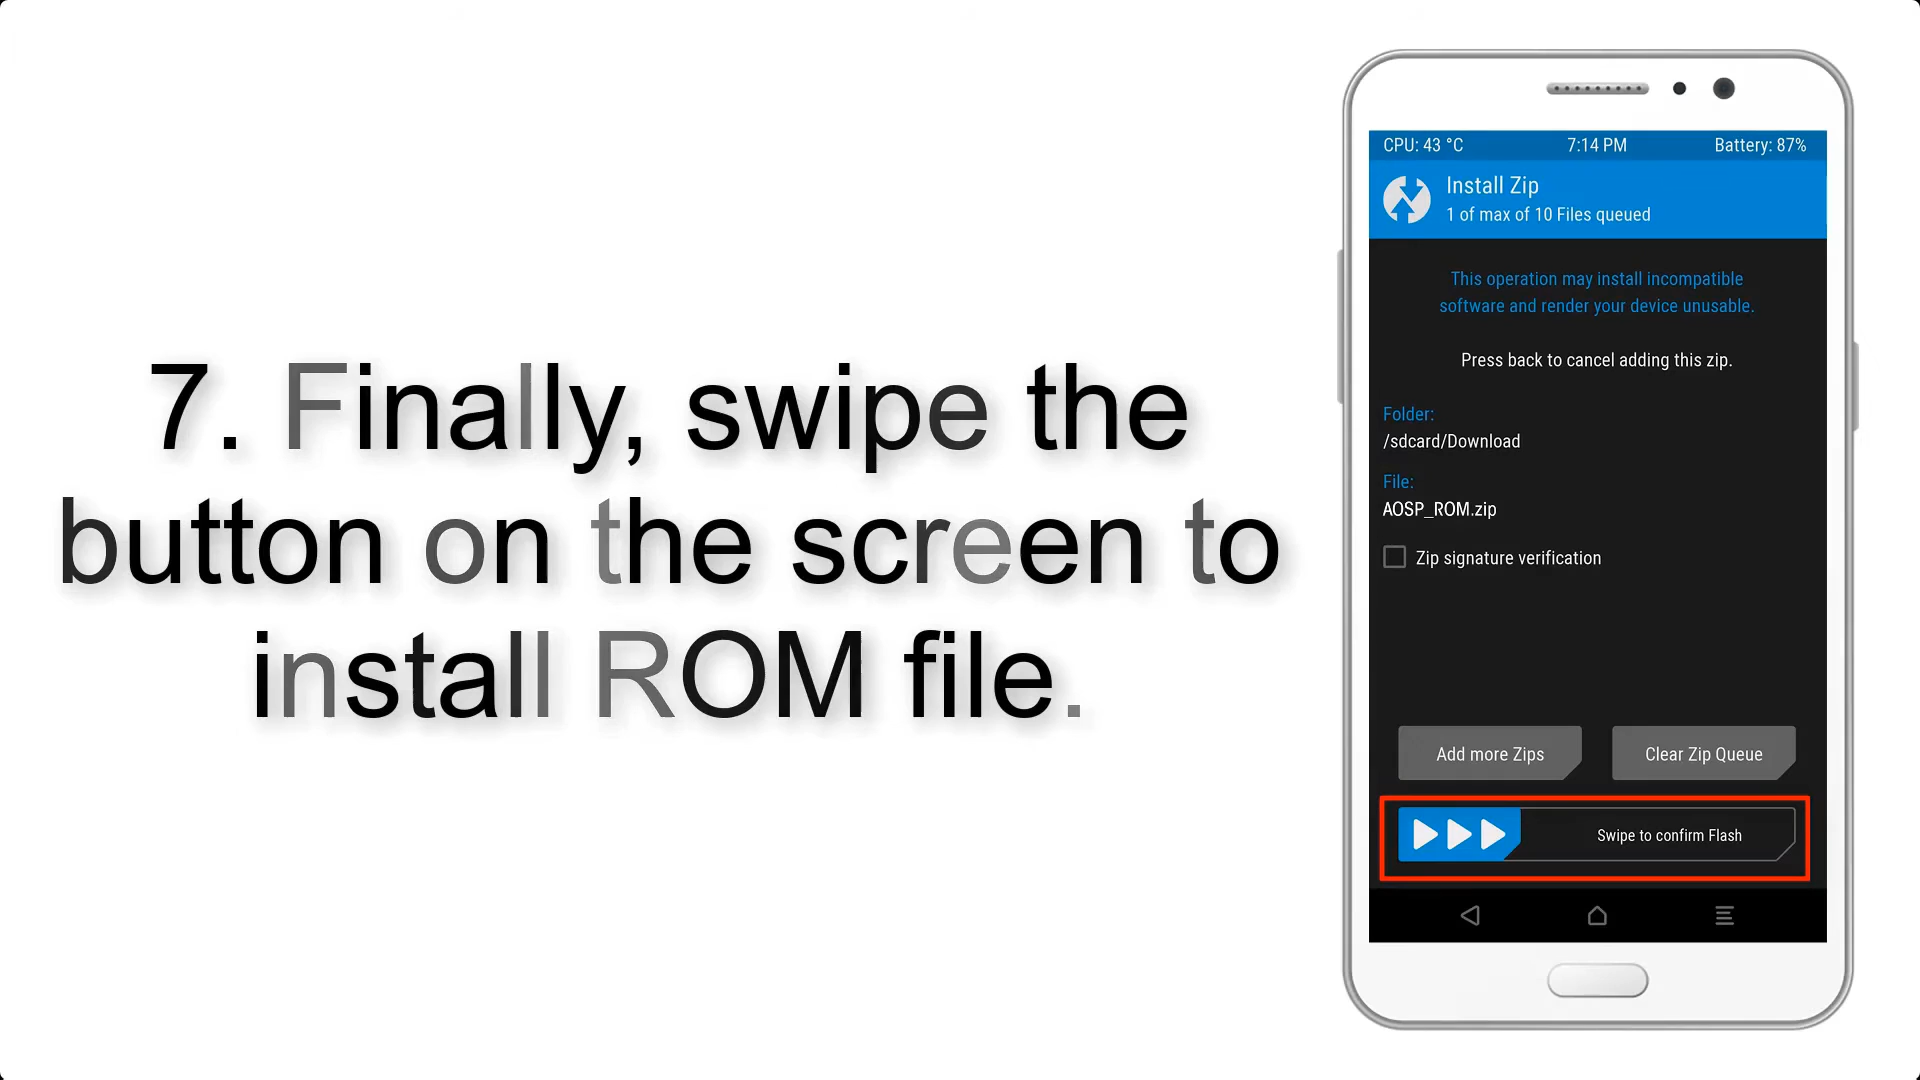 7. Finally, swipe the
button on the screen to
install ROM file.
CPU: 43 °C 7:14 PM Battery: 87%
Install Zip
1 of max of 10 Files queued
This operation may install incompatible
software and render your device unusable.
Press back to cancel adding this zip.
Folder:
/sdcard/Download
File:
AOSP_ROM.zip
Zip signature verification
Add more Zips Clear Zip Queue
Swipe to confirm Flash